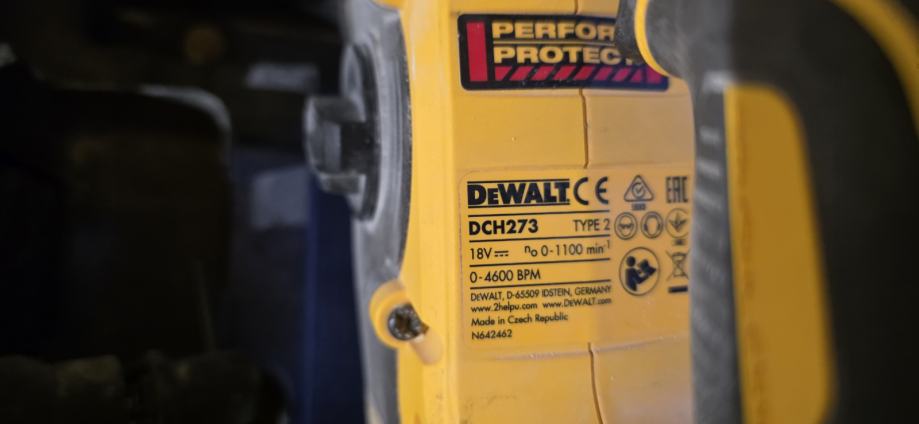 PERFOR
PROTEC
DEWALT CE EAC
DCH273 TYPE 2
18V n₀ 0-1100 min⁻¹
0-4600 BPM
DEWALT, D-65509 IDSTEIN, GERMANY
www.2helpu.com www.DEWALT.com
Made in Czech Republic
N642462